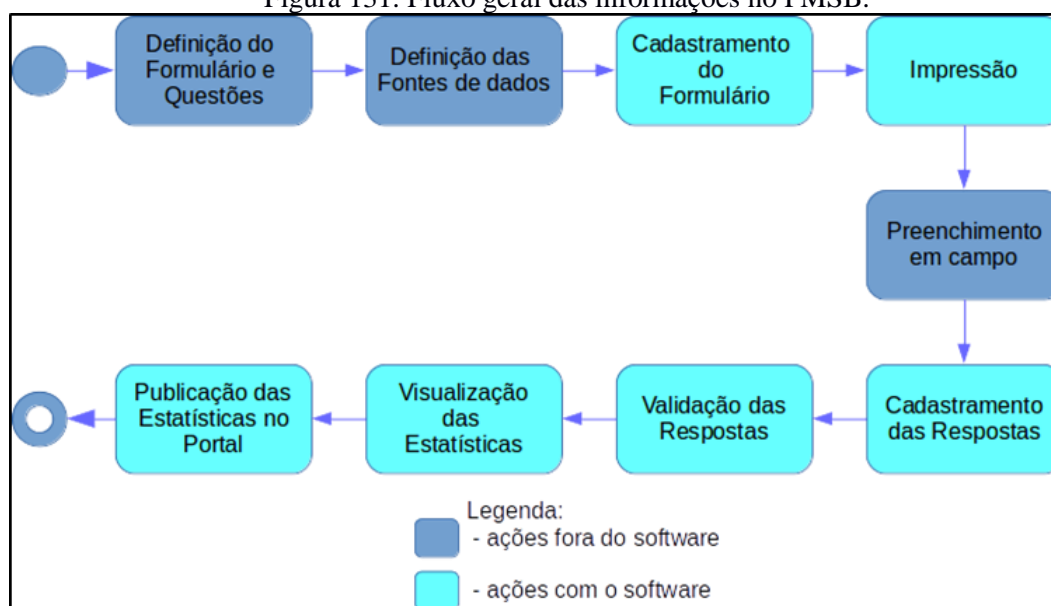 Figura 131: Fluxo geral das informações no PMSB.
Definição do
Formulário e
Questões
Definição das
Fontes de dados
Cadastramento
do
Formulário
Impressão
Preenchimento
em campo
Cadastramento
das Respostas
Validação das
Respostas
Visualização
das
Estatísticas
Publicação das
Estatísticas no
Portal
Legenda:
- ações fora do software
- ações com o software